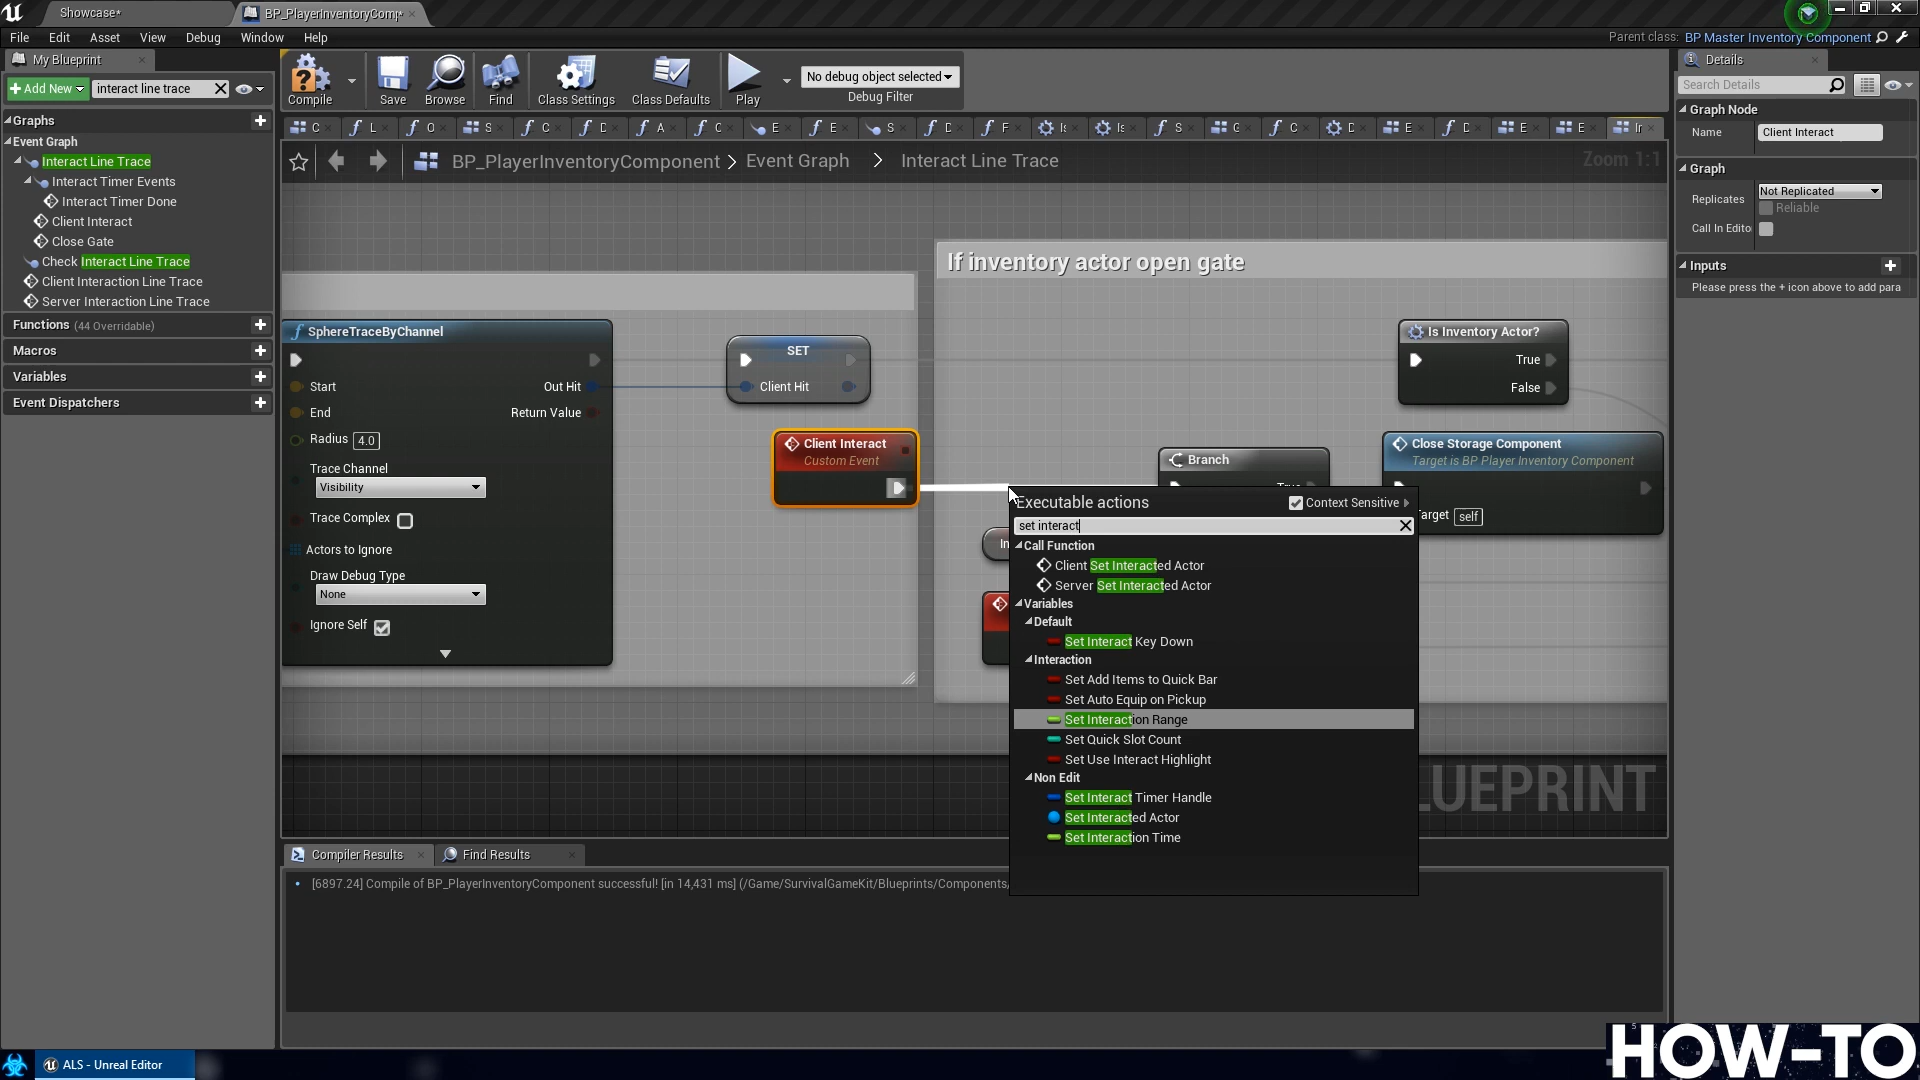 Showcase*
BP_PlayerInventoryComp*
File Edit Asset View Debug Window Help
Parent class: BP Master Inventory Component
My Blueprint
Add New
interact line trace
Graphs
Event Graph
Interact Line Trace
Interact Timer Events
Interact Timer Done
Client Interact
Close Gate
Check Interact Line Trace
Client Interaction Line Trace
Server Interaction Line Trace
Functions (44 Overridable)
Macros
Variables
Event Dispatchers
Compile
Save
Browse
Find
Class Settings
Class Defaults
Play
No debug object selected
Debug Filter
BP_PlayerInventoryComponent > Event Graph > Interact Line Trace
Zoom 1:1
If inventory actor open gate
SphereTraceByChannel
Start
End
Radius 4.0
Trace Channel
Visibility
Trace Complex
Actors to Ignore
Draw Debug Type
None
Ignore Self
Out Hit
Return Value
SET
Client Hit
Client Interact
Custom Event
Is Inventory Actor?
True
False
Branch
True
Close Storage Component
Target is BP Player Inventory Component
arget self
In
Executable actions
Context Sensitive
set interact
Call Function
Client Set Interacted Actor
Server Set Interacted Actor
Variables
Default
Set Interact Key Down
Interaction
Set Add Items to Quick Bar
Set Auto Equip on Pickup
Set Interaction Range
Set Quick Slot Count
Set Use Interact Highlight
Non Edit
Set Interact Timer Handle
Set Interacted Actor
Set Interaction Time
LUEPRINT
Compiler Results
Find Results
[6897.24] Compile of BP_PlayerInventoryComponent successful! [in 14,431 ms] (/Game/SurvivalGameKit/Blueprints/Components/
Details
Search Details
Graph Node
Name Client Interact
Graph
Replicates Not Replicated
Reliable
Call In Edito
Inputs
Please press the + icon above to add para
ALS - Unreal Editor
HOW-TO